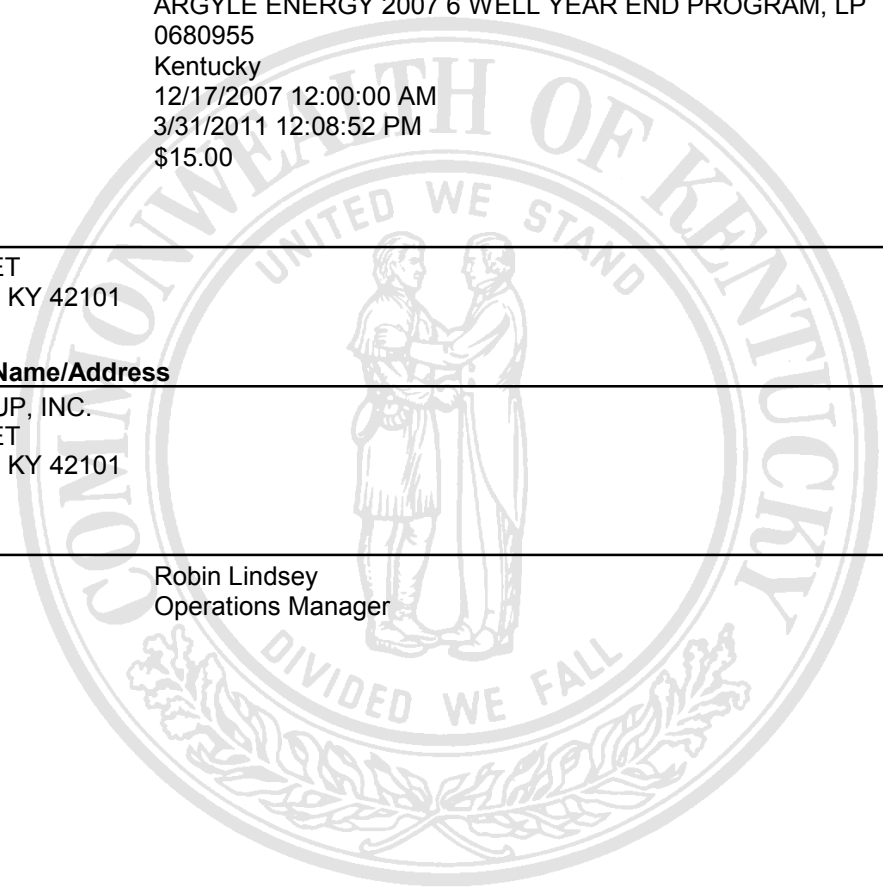 ARGYLE ENERGY 2007 6 WELL YEAR END PROGRAM, LP
0680955
Kentucky
12/17/2007 12:00:00 AM
3/31/2011 12:08:52 PM
$15.00
ET
KY 42101
Name/Address
UP, INC.
ET
KY 42101
Robin Lindsey
Operations Manager
COMMONWEALTH OF KENTUCKY
UNITED WE STAND
DIVIDED WE FALL